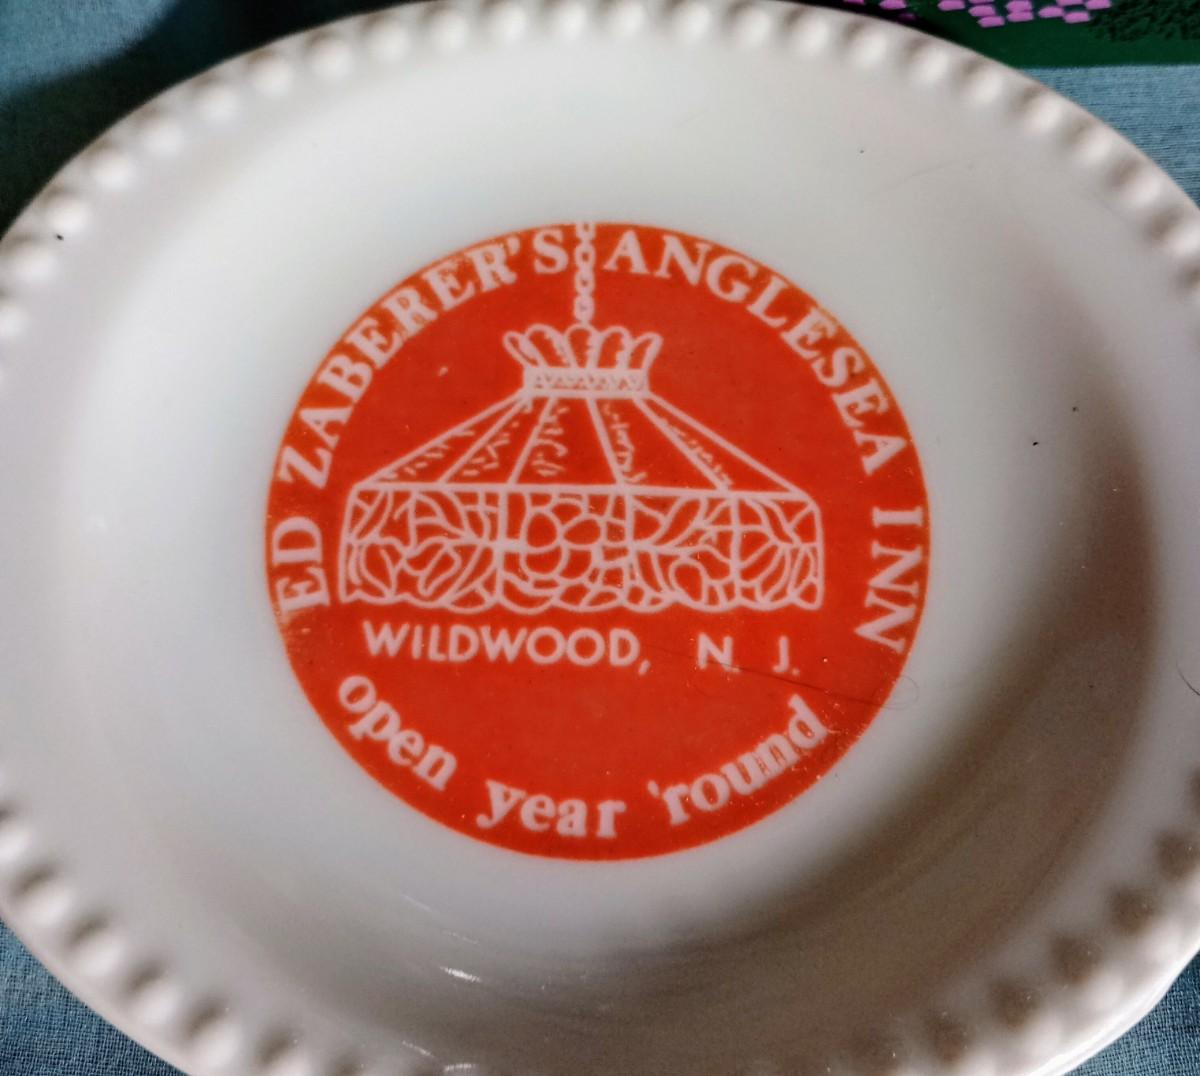 ED ZABERER'S ANGLESEA INN
WILDWOOD, N. J.
open year 'round